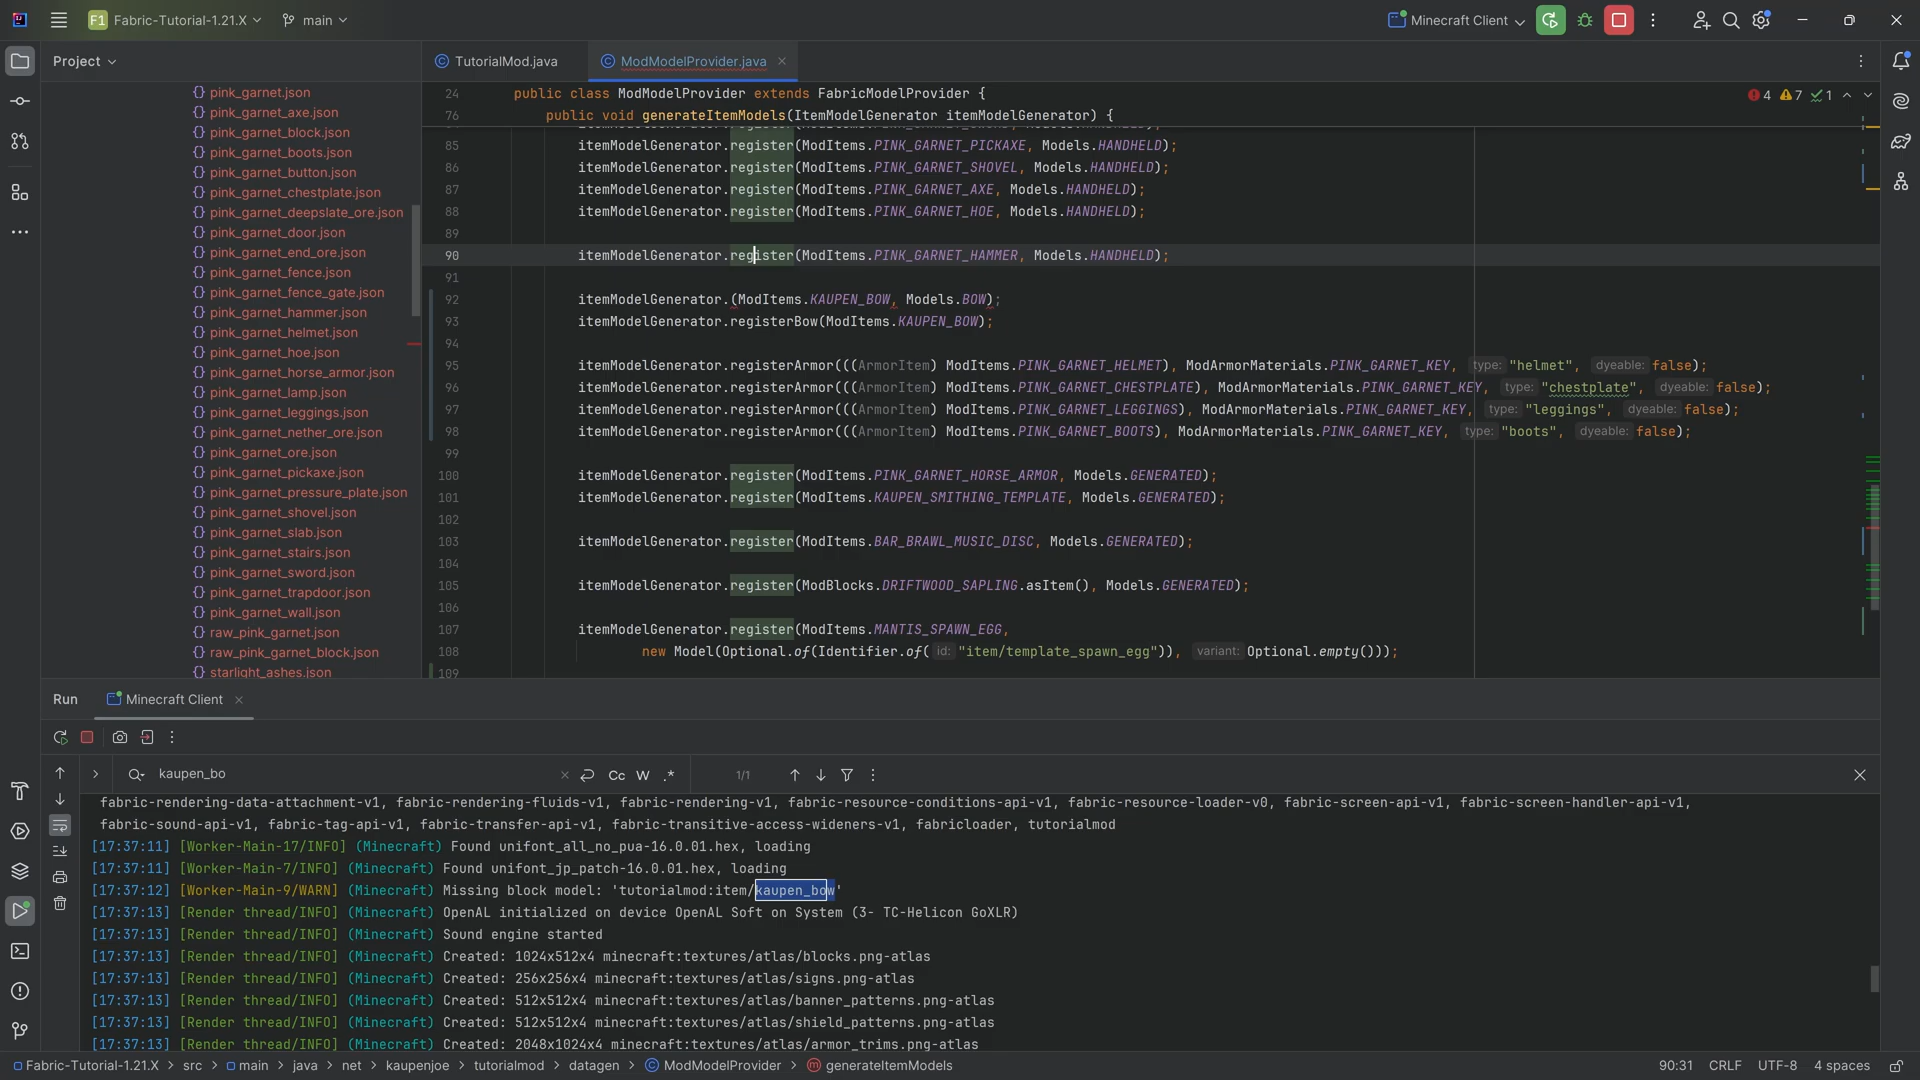 F1 Fabric-Tutorial-1.21.X main Minecraft Client
Project
TutorialMod.java ModModelProvider.java
pink_garnet.json
pink_garnet_axe.json
pink_garnet_block.json
pink_garnet_boots.json
pink_garnet_button.json
pink_garnet_chestplate.json
pink_garnet_deepslate_ore.json
pink_garnet_door.json
pink_garnet_end_ore.json
pink_garnet_fence.json
pink_garnet_fence_gate.json
pink_garnet_hammer.json
pink_garnet_helmet.json
pink_garnet_hoe.json
pink_garnet_horse_armor.json
pink_garnet_lamp.json
pink_garnet_leggings.json
pink_garnet_nether_ore.json
pink_garnet_ore.json
pink_garnet_pickaxe.json
pink_garnet_pressure_plate.json
pink_garnet_shovel.json
pink_garnet_slab.json
pink_garnet_stairs.json
pink_garnet_sword.json
pink_garnet_trapdoor.json
pink_garnet_wall.json
raw_pink_garnet.json
raw_pink_garnet_block.json
starlight_ashes.json
24 public class ModModelProvider extends FabricModelProvider { 4 7 1
76 public void generateItemModels(ItemModelGenerator itemModelGenerator) {
85 itemModelGenerator.register(ModItems.PINK_GARNET_PICKAXE, Models.HANDHELD);
86 itemModelGenerator.register(ModItems.PINK_GARNET_SHOVEL, Models.HANDHELD);
87 itemModelGenerator.register(ModItems.PINK_GARNET_AXE, Models.HANDHELD);
88 itemModelGenerator.register(ModItems.PINK_GARNET_HOE, Models.HANDHELD);
89
90 itemModelGenerator.register(ModItems.PINK_GARNET_HAMMER, Models.HANDHELD);
91
92 itemModelGenerator.(ModItems.KAUPEN_BOW, Models.BOW);
93 itemModelGenerator.registerBow(ModItems.KAUPEN_BOW);
94
95 itemModelGenerator.registerArmor(((ArmorItem) ModItems.PINK_GARNET_HELMET), ModArmorMaterials.PINK_GARNET_KEY, type: "helmet", dyeable: false);
96 itemModelGenerator.registerArmor(((ArmorItem) ModItems.PINK_GARNET_CHESTPLATE), ModArmorMaterials.PINK_GARNET_KEY, type: "chestplate", dyeable: false);
97 itemModelGenerator.registerArmor(((ArmorItem) ModItems.PINK_GARNET_LEGGINGS), ModArmorMaterials.PINK_GARNET_KEY, type: "leggings", dyeable: false);
98 itemModelGenerator.registerArmor(((ArmorItem) ModItems.PINK_GARNET_BOOTS), ModArmorMaterials.PINK_GARNET_KEY, type: "boots", dyeable: false);
99
100 itemModelGenerator.register(ModItems.PINK_GARNET_HORSE_ARMOR, Models.GENERATED);
101 itemModelGenerator.register(ModItems.KAUPEN_SMITHING_TEMPLATE, Models.GENERATED);
102
103 itemModelGenerator.register(ModItems.BAR_BRAWL_MUSIC_DISC, Models.GENERATED);
104
105 itemModelGenerator.register(ModBlocks.DRIFTWOOD_SAPLING.asItem(), Models.GENERATED);
106
107 itemModelGenerator.register(ModItems.MANTIS_SPAWN_EGG,
108 new Model(Optional.of(Identifier.of( id: "item/template_spawn_egg")), variant: Optional.empty()));
109
Run Minecraft Client
kaupen_bo Cc W .* 1/1
fabric-rendering-data-attachment-v1, fabric-rendering-fluids-v1, fabric-rendering-v1, fabric-resource-conditions-api-v1, fabric-resource-loader-v0, fabric-screen-api-v1, fabric-screen-handler-api-v1,
fabric-sound-api-v1, fabric-tag-api-v1, fabric-transfer-api-v1, fabric-transitive-access-wideners-v1, fabricloader, tutorialmod
[17:37:11] [Worker-Main-17/INFO] (Minecraft) Found unifont_all_no_pua-16.0.01.hex, loading
[17:37:11] [Worker-Main-7/INFO] (Minecraft) Found unifont_jp_patch-16.0.01.hex, loading
[17:37:12] [Worker-Main-9/WARN] (Minecraft) Missing block model: 'tutorialmod:item/kaupen_bow'
[17:37:13] [Render thread/INFO] (Minecraft) OpenAL initialized on device OpenAL Soft on System (3- TC-Helicon GoXLR)
[17:37:13] [Render thread/INFO] (Minecraft) Sound engine started
[17:37:13] [Render thread/INFO] (Minecraft) Created: 1024x512x4 minecraft:textures/atlas/blocks.png-atlas
[17:37:13] [Render thread/INFO] (Minecraft) Created: 256x256x4 minecraft:textures/atlas/signs.png-atlas
[17:37:13] [Render thread/INFO] (Minecraft) Created: 512x512x4 minecraft:textures/atlas/banner_patterns.png-atlas
[17:37:13] [Render thread/INFO] (Minecraft) Created: 512x512x4 minecraft:textures/atlas/shield_patterns.png-atlas
[17:37:13] [Render thread/INFO] (Minecraft) Created: 2048x1024x4 minecraft:textures/atlas/armor_trims.png-atlas
Fabric-Tutorial-1.21.X > src > main > java > net > kaupenjoe > tutorialmod > datagen > ModModelProvider > generateItemModels 90:31 CRLF UTF-8 4 spaces